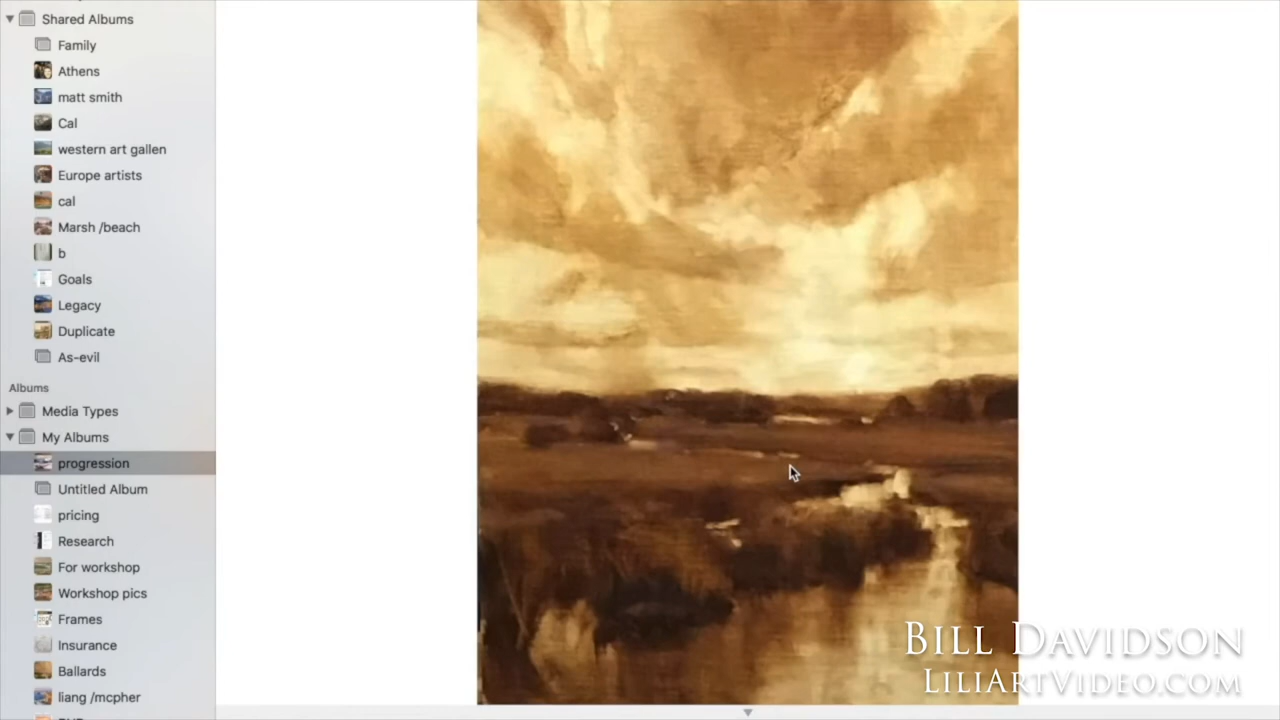 Shared Albums
Family
Athens
matt smith
Cal
western art gallen
Europe artists
cal
Marsh /beach
b
Goals
Legacy
Duplicate
As-evil
Albums
Media Types
My Albums
progression
Untitled Album
pricing
Research
For workshop
Workshop pics
Frames
Insurance
Ballards
liang /mcpher
BILL DAVIDSON
LILIARTVIDEO.COM